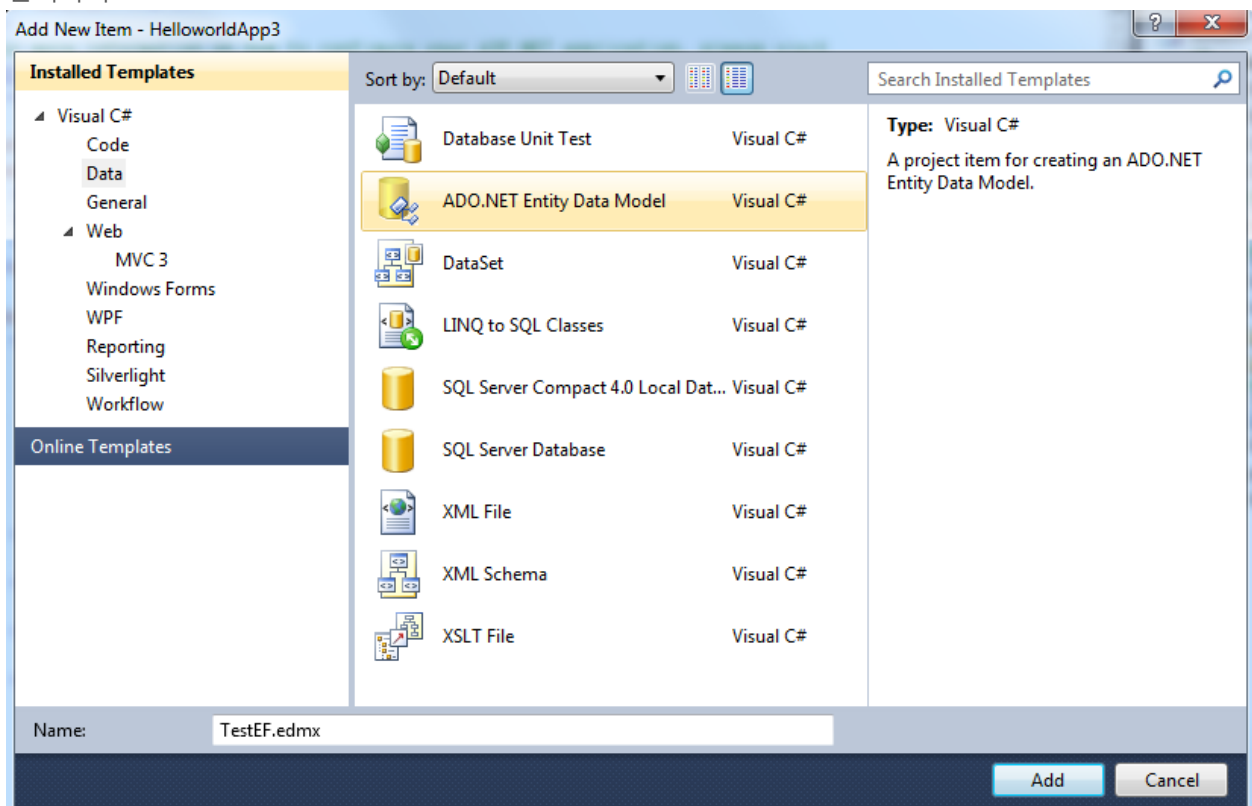 Add New Item - HelloworldApp3
Installed Templates
Visual C#
Code
Data
General
Web
MVC 3
Windows Forms
WPF
Reporting
Silverlight
Workflow
Online Templates
Sort by: Default
Database Unit Test Visual C#
ADO.NET Entity Data Model Visual C#
DataSet Visual C#
LINQ to SQL Classes Visual C#
SQL Server Compact 4.0 Local Dat... Visual C#
SQL Server Database Visual C#
XML File Visual C#
XML Schema Visual C#
XSLT File Visual C#
Search Installed Templates
Type: Visual C#
A project item for creating an ADO.NET
Entity Data Model.
Name: TestEF.edmx
Add Cancel